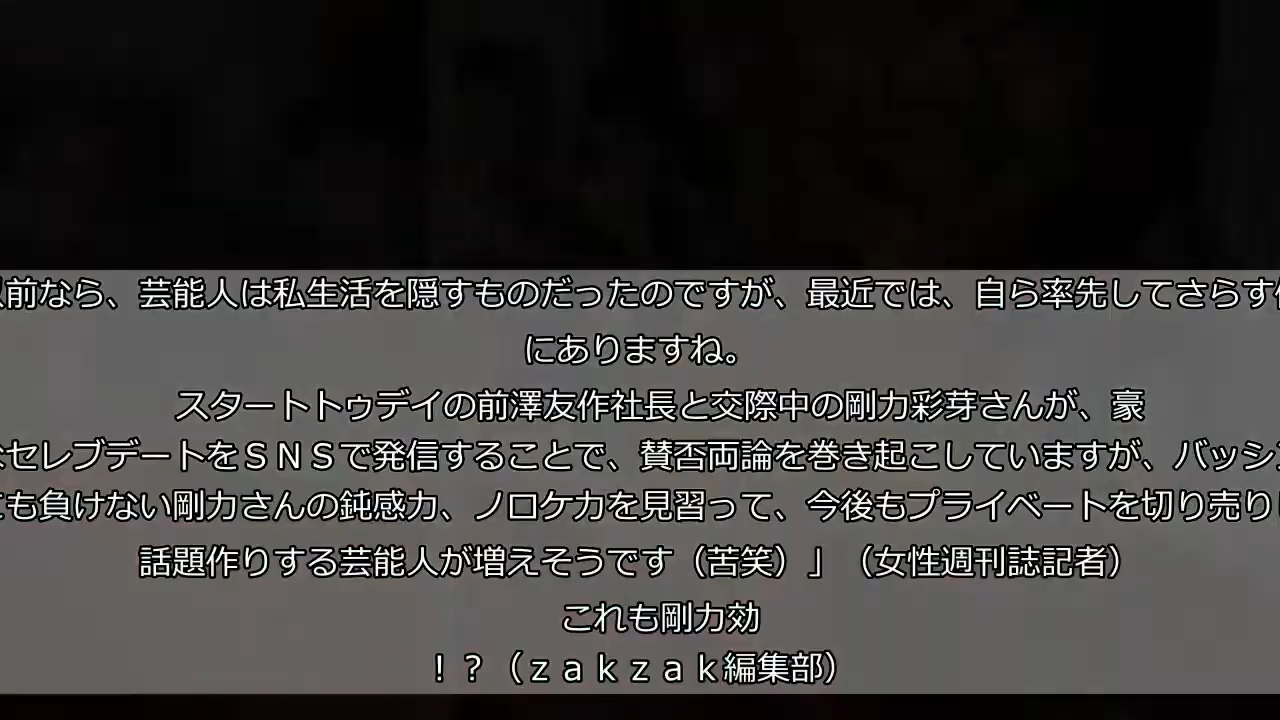 前なら、芸能人は私生活を隠すものだったのですが、最近では、自ら率先してさらす
にありますね。
スタートトゥデイの前澤友作社長と交際中の剛力彩芽さんが、豪
セレブデートをＳＮＳで発信することで、賛否両論を巻き起こしていますが、バッシ
も負けない剛力さんの鈍感力、ノロケ力を見習って、今後もプライベートを切り売り
話題作りする芸能人が増えそうです（苦笑）」（女性週刊誌記者）
これも剛力効
！？（ｚａｋｚａｋ編集部）